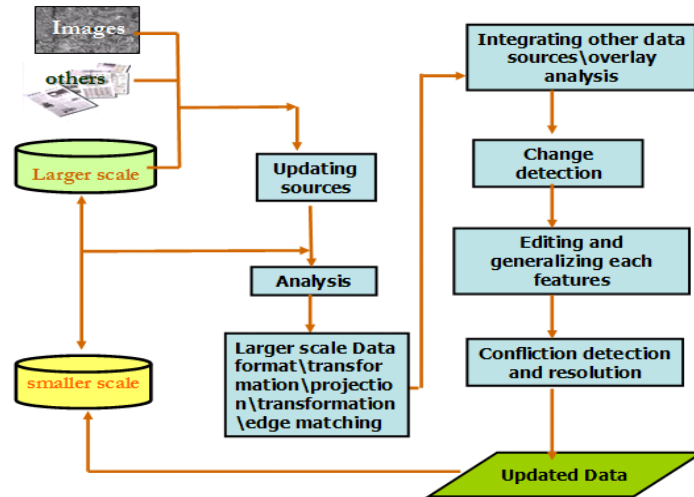 Images
others
Larger scale
smaller scale
Updating
sources
Analysis
Larger scale Data
format\transfor
mation\projectio
n\transformation
\edge matching
Integrating other data
sources\overlay
analysis
Change
detection
Editing and
generalizing each
features
Confliction detection
and resolution
Updated Data